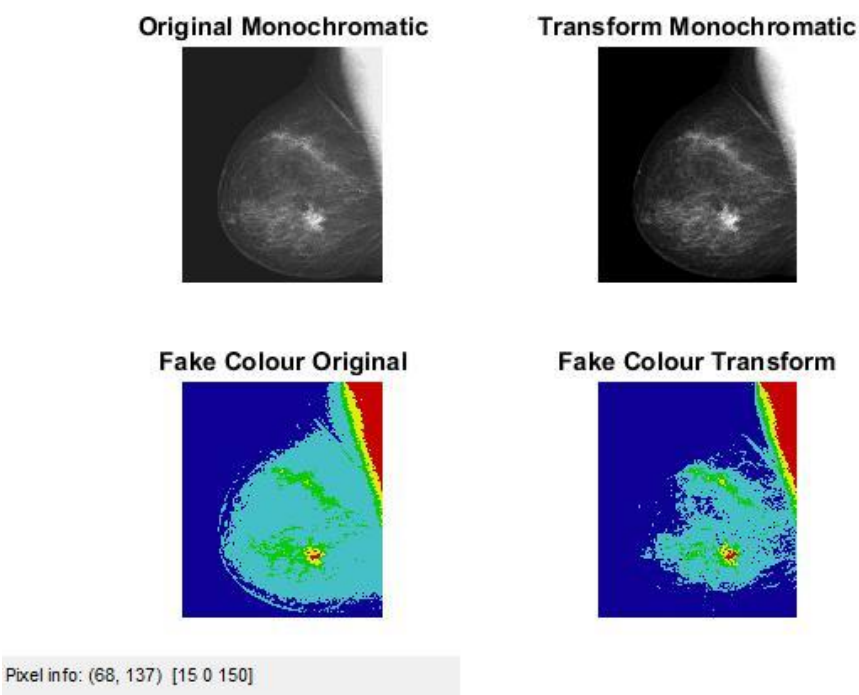 Original Monochromatic
Transform Monochromatic
Fake Colour Original
Fake Colour Transform
Pixel info: (68, 137) [15 0 150]